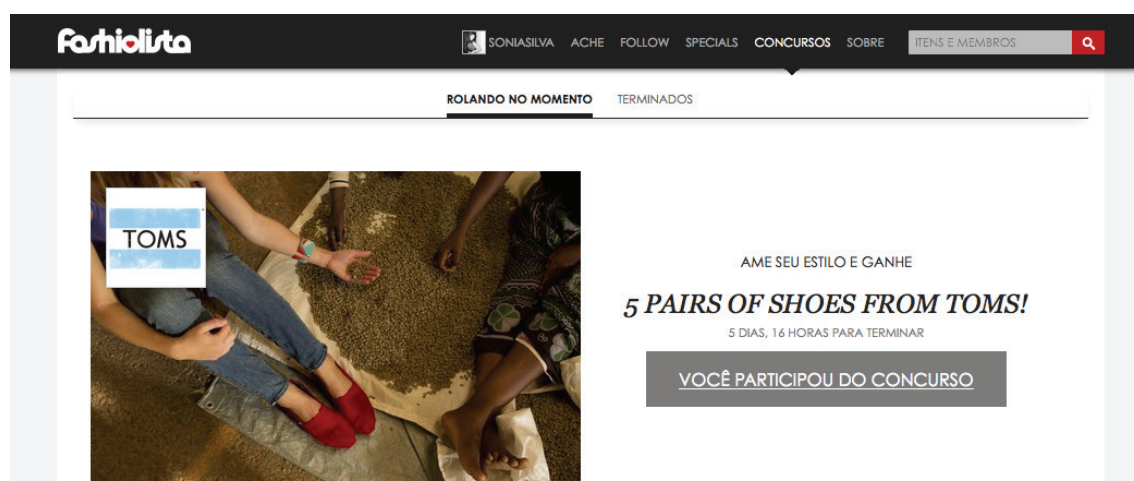 Fashiolista
SONIASILVA ACHE FOLLOW SPECIALS CONCURSOS SOBRE ITENS E MEMBROS
ROLANDO NO MOMENTO TERMINADOS
TOMS
AME SEU ESTILO E GANHE
5 PAIRS OF SHOES FROM TOMS!
5 DIAS, 16 HORAS PARA TERMINAR
VOCÊ PARTICIPOU DO CONCURSO